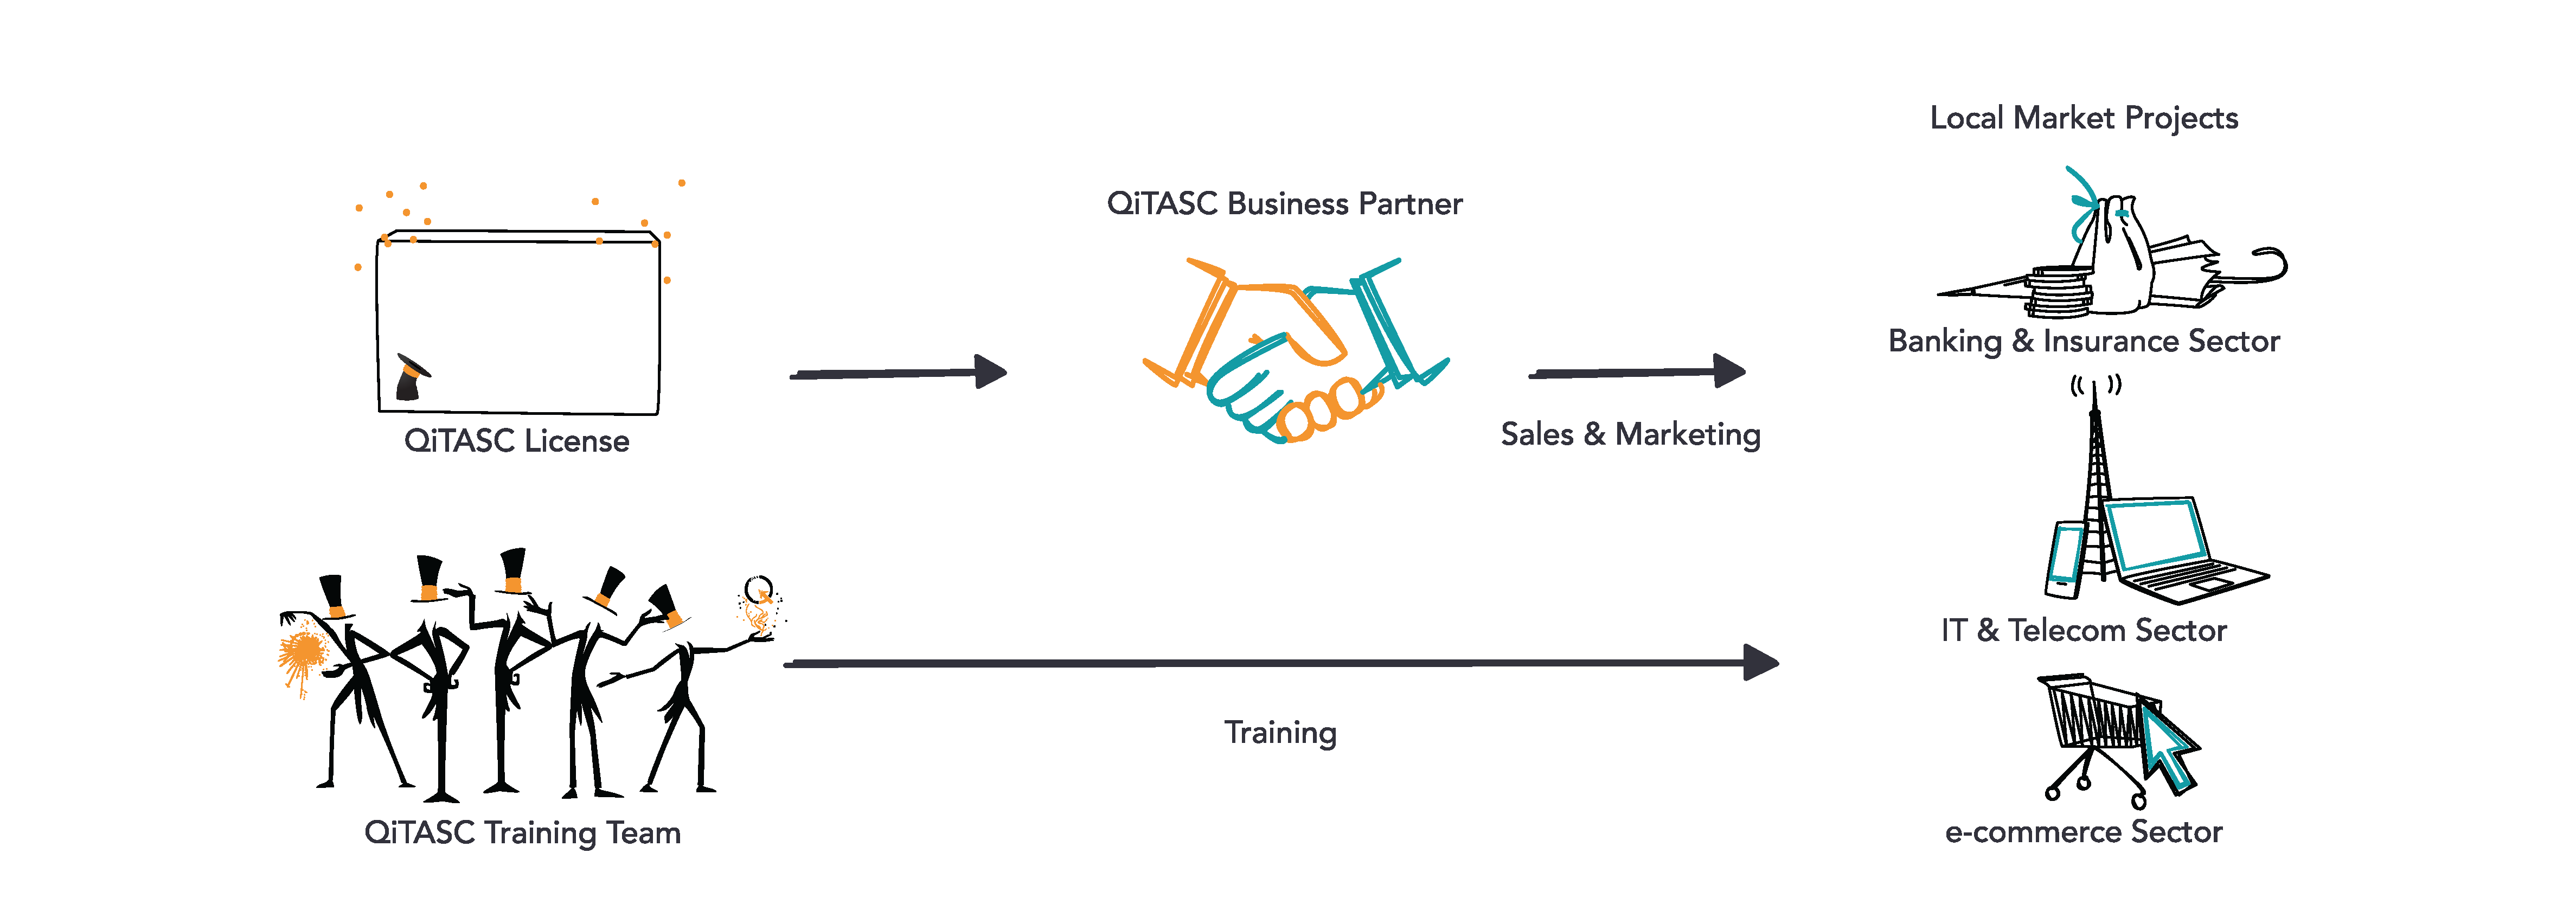 Local Market Projects
QiTASC Business Partner
Banking & Insurance Sector
QiTASC License
Sales & Marketing
IT & Telecom Sector
Training
QiTASC Training Team
e-commerce Sector